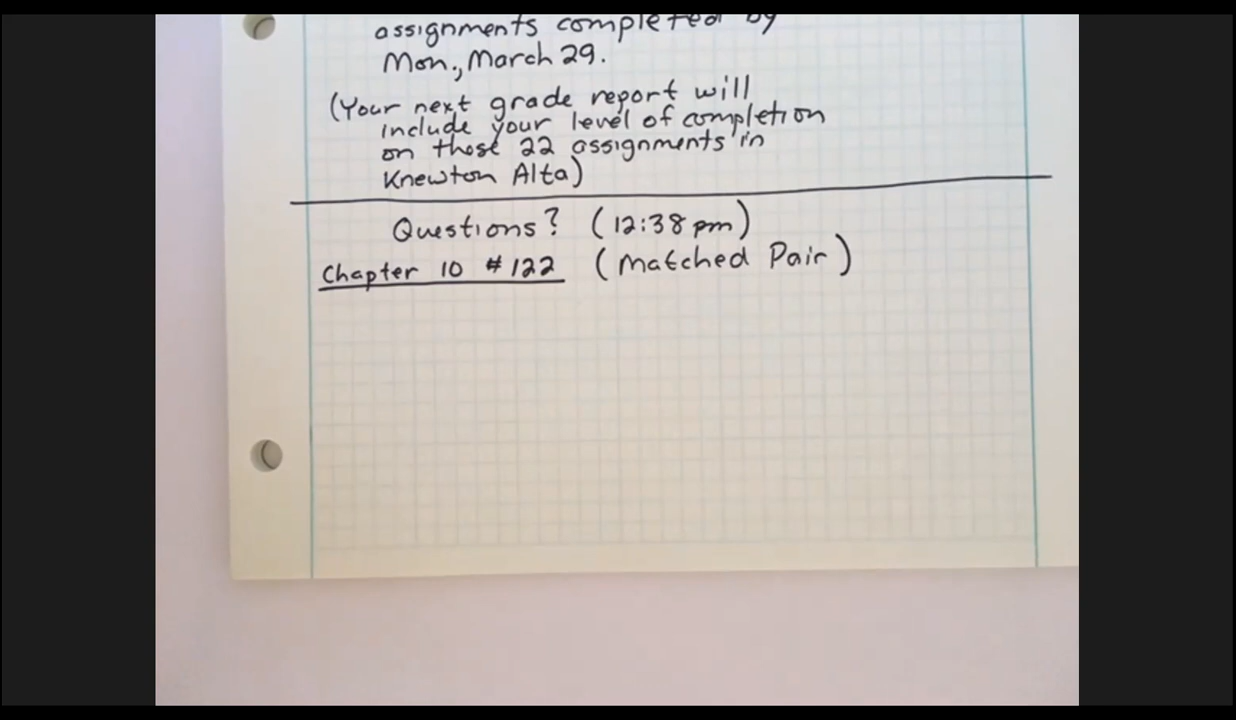 assignments completed by
Mon., March 29.
(Your next grade report will
include your level of completion
on those 22 assignments in
Knewton Alta)
Questions? (12:38 pm)
Chapter 10 #122 (Matched Pair)